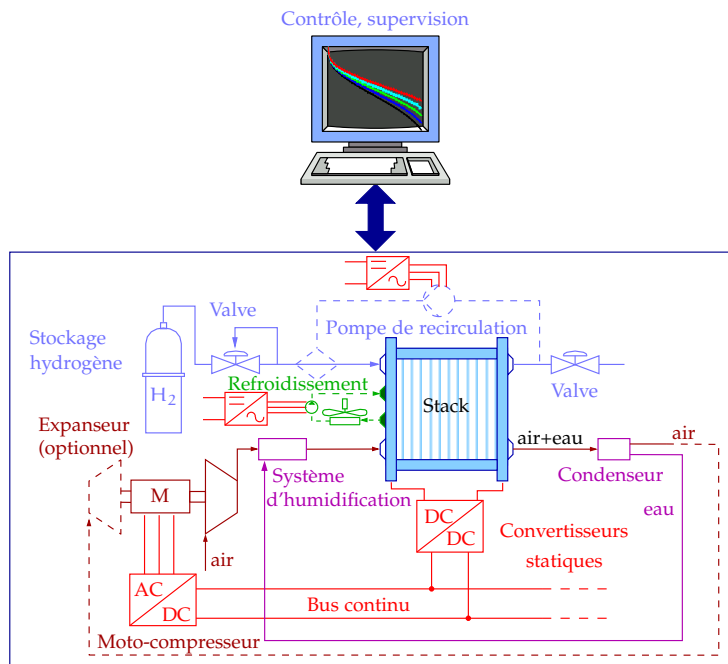 Contrôle, supervision
Valve
Stockage
hydrogène
Pompe de recirculation
H2
Refroidissement
Valve
Stack
Expanseur
(optionnel)
air+eau
air
M
Système
d'humidification
Condenseur
eau
air
DC
DC
Convertisseurs
statiques
AC
DC
Bus continu
Moto-compresseur